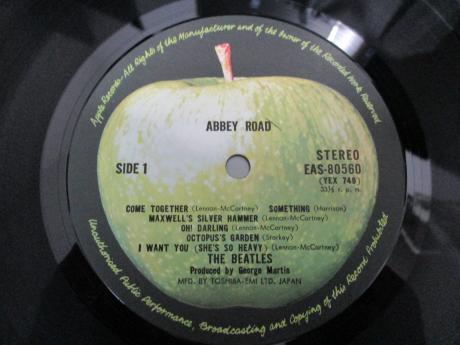 Apple Records-All Rights of the Manufacturer and of the Owner of the Recorded Work Reserved
ABBEY ROAD
SIDE 1
STEREO
EAS-80560
(YEX 749)
33⅓ r. p. m.
COME TOGETHER (Lennon-McCartney) SOMETHING (Harrison)
MAXWELL'S SILVER HAMMER (Lennon-McCartney)
OH! DARLING (Lennon-McCartney)
OCTOPUS'S GARDEN (Starkey)
I WANT YOU (SHE'S SO HEAVY) (Lennon-McCartney)
THE BEATLES
Produced by George Martin
MFD. BY TOSHIBA-EMI LTD. JAPAN
Unauthorized Public Performance, Broadcasting and Copying of this Record Prohibited